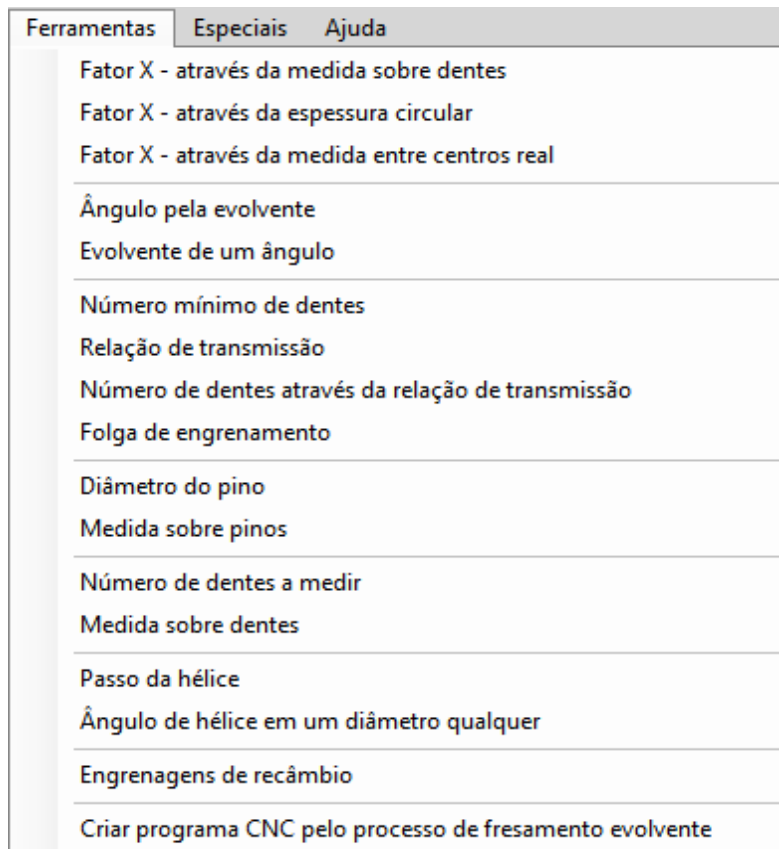 Ferramentas Especiais Ajuda
Fator X - através da medida sobre dentes
Fator X - através da espessura circular
Fator X - através da medida entre centros real
Ângulo pela evolvente
Evolvente de um ângulo
Número mínimo de dentes
Relação de transmissão
Número de dentes através da relação de transmissão
Folga de engrenamento
Diâmetro do pino
Medida sobre pinos
Número de dentes a medir
Medida sobre dentes
Passo da hélice
Ângulo de hélice em um diâmetro qualquer
Engrenagens de recâmbio
Criar programa CNC pelo processo de fresamento evolvente